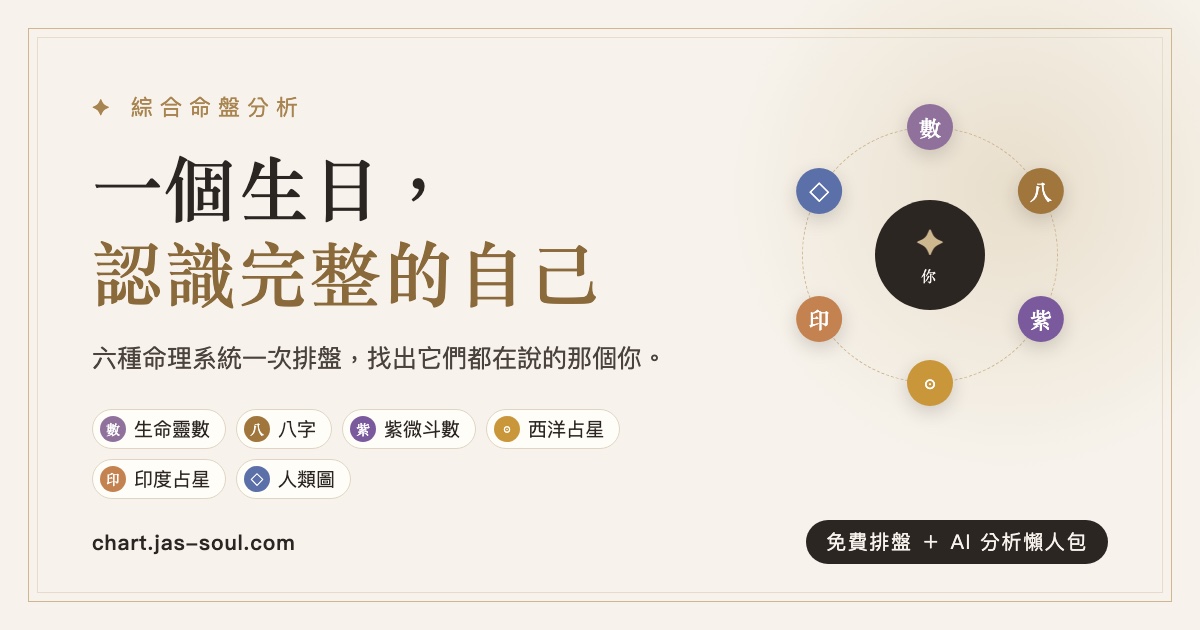 綜合命盤分析
一個生日，
認識完整的自己
六種命理系統一次排盤，找出它們都在說的那個你。
數 生命靈數 八 八字 紫 紫微斗數 西洋占星
印 印度占星 人類圖
chart.jas-soul.com
數
八
你
印
紫
免費排盤 ＋ AI 分析懶人包